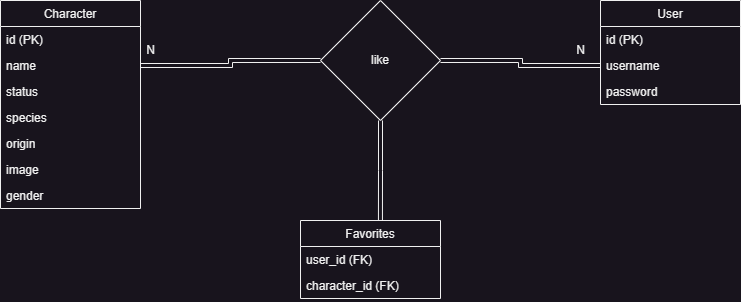 Character
id (PK)
name
status
species
origin
image
gender
N
like
N
User
id (PK)
username
password
Favorites
user_id (FK)
character_id (FK)